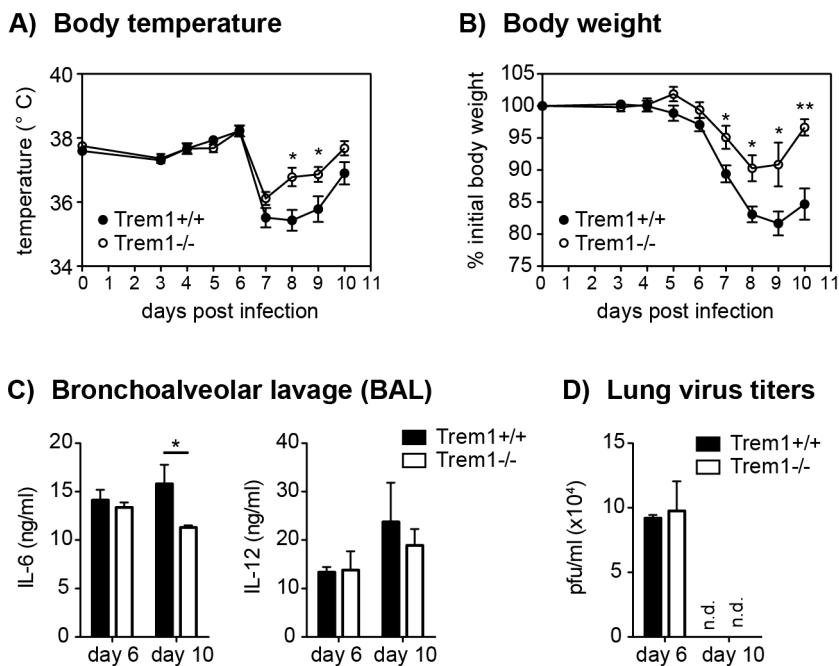 A) Body temperature
40
38
36
34
temperature (° C)
* *
Trem1+/+
Trem1-/-
0 1 2 3 4 5 6 7 8 9 10 11
days post infection
B) Body weight
105
100
95
90
85
80
75
% initial body weight
* * * **
Trem1+/+
Trem1-/-
0 1 2 3 4 5 6 7 8 9 10 11
days post infection
C) Bronchoalveolar lavage (BAL)
20
15
10
5
0
IL-6 (ng/ml)
*
day 6 day 10
40
30
20
10
0
IL-12 (ng/ml)
Trem1+/+
Trem1-/-
day 6 day 10
D) Lung virus titers
15
10
5
0
pfu/ml (x10⁴)
Trem1+/+
Trem1-/-
n.d. n.d.
day 6 day 10